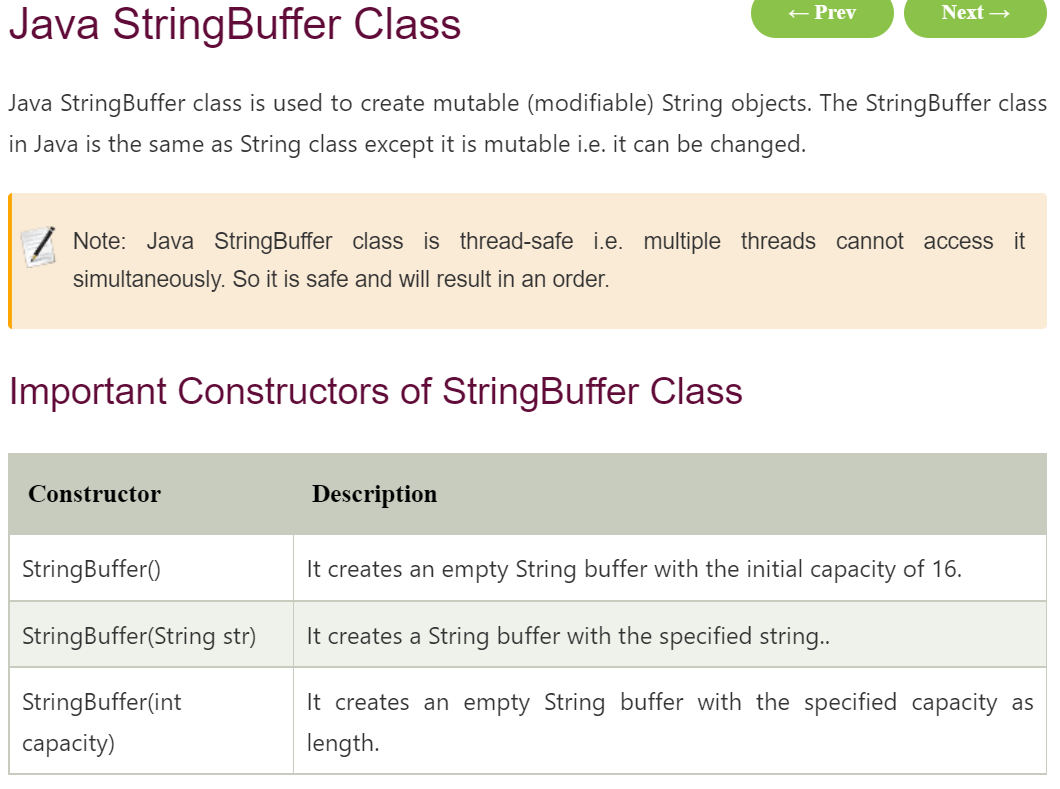 Java StringBuffer Class
← Prev
Next →
Java StringBuffer class is used to create mutable (modifiable) String objects. The StringBuffer class
in Java is the same as String class except it is mutable i.e. it can be changed.
Note: Java StringBuffer class is thread-safe i.e. multiple threads cannot access it
simultaneously. So it is safe and will result in an order.
Important Constructors of StringBuffer Class
Constructor Description
StringBuffer() It creates an empty String buffer with the initial capacity of 16.
StringBuffer(String str) It creates a String buffer with the specified string..
StringBuffer(int It creates an empty String buffer with the specified capacity as
capacity) length.